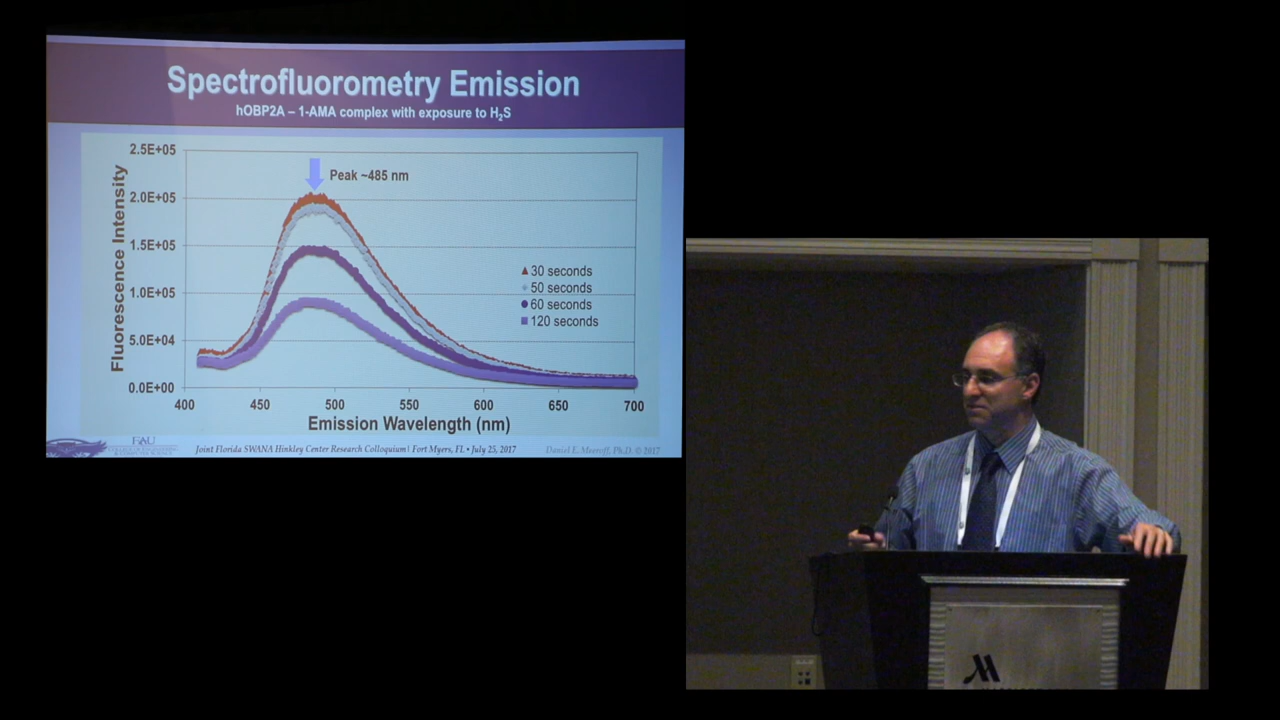 Spectrofluorometry Emission
hOBP2A – 1-AMA complex with exposure to H₂S
2.5E+05
2.0E+05
1.5E+05
1.0E+05
5.0E+04
0.0E+00
Fluorescence Intensity
Peak ~485 nm
30 seconds
50 seconds
60 seconds
120 seconds
400 450 500 550 600 650 700
Emission Wavelength (nm)
FAU
Joint Florida SWANA Hinkley Center Research Colloquium | Fort Myers, FL • July 25, 2017
Daniel E. Meeroff, Ph.D. © 2017